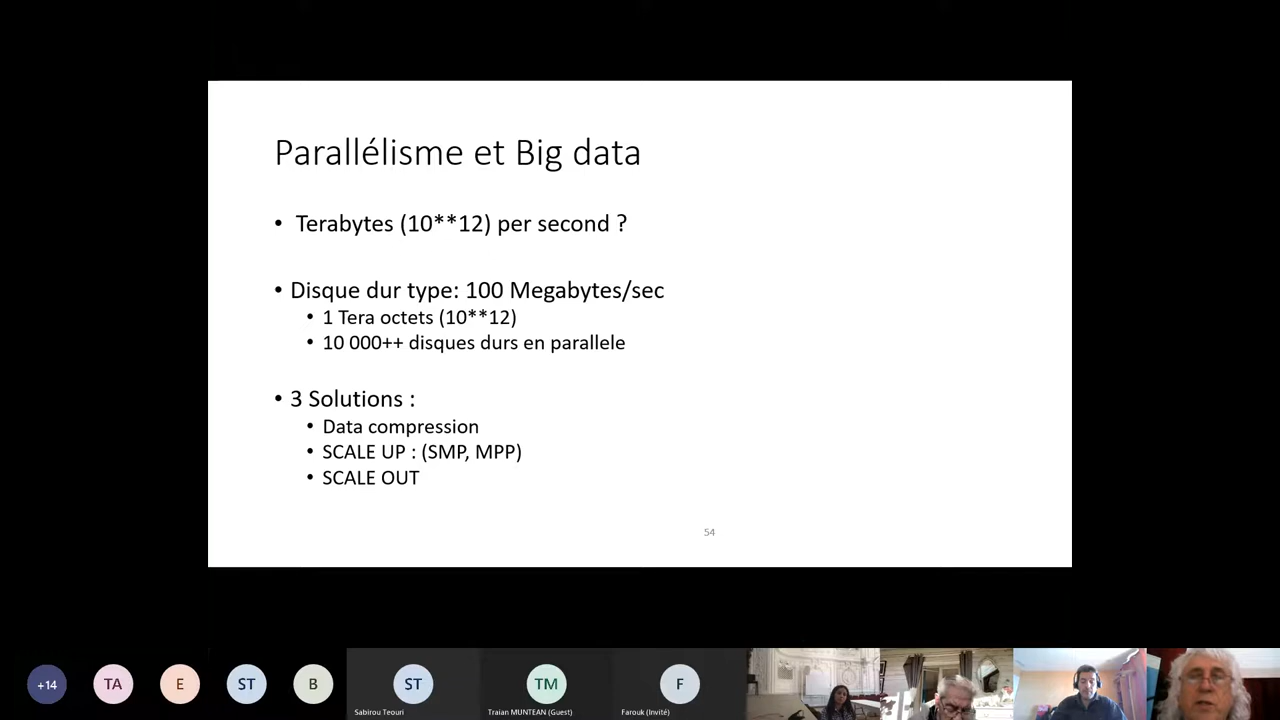 Parallélisme et Big data
• Terabytes (10**12) per second ?
• Disque dur type: 100 Megabytes/sec
• 1 Tera octets (10**12)
• 10 000++ disques durs en parallele
• 3 Solutions :
• Data compression
• SCALE UP : (SMP, MPP)
• SCALE OUT
54
+14
TA
E
ST
B
ST
TM
F
Sabirou Teouri
Traian MUNTEAN (Guest)
Farouk (Invité)